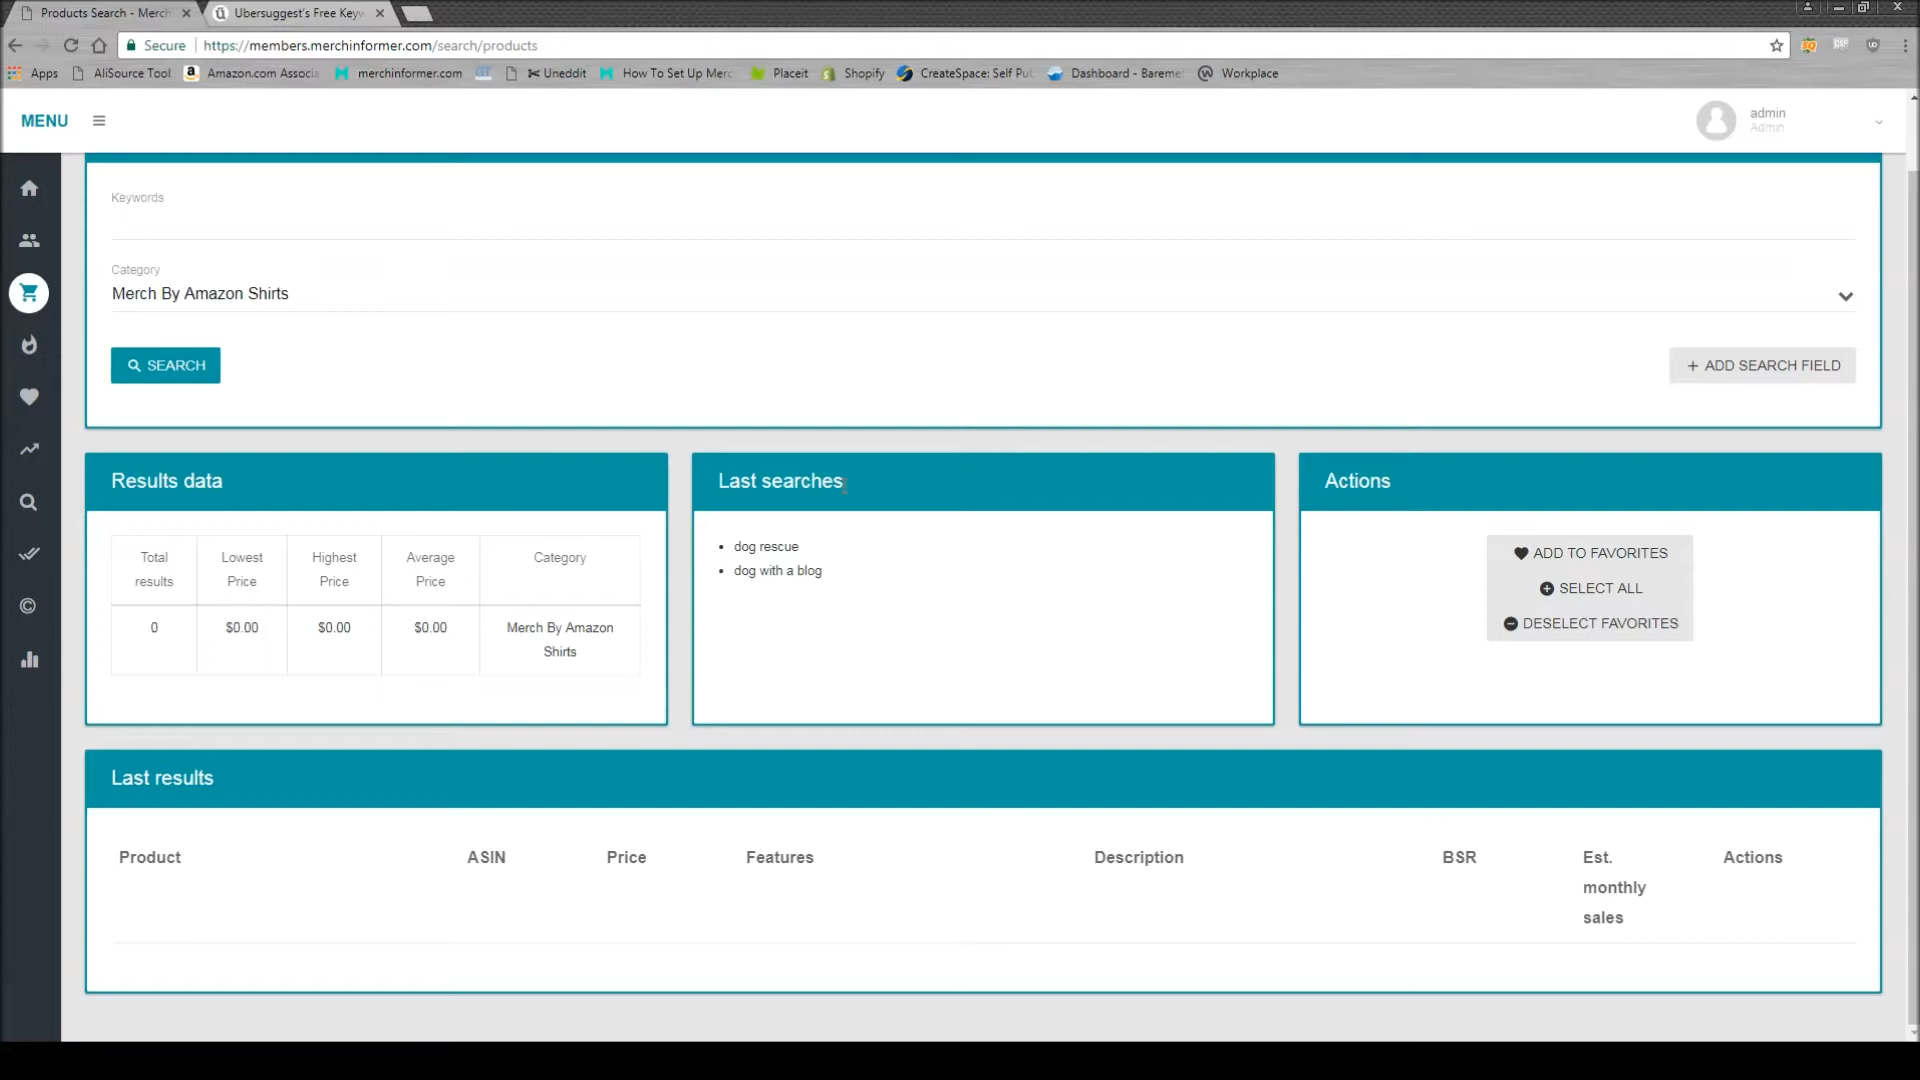 Products Search - Merch
Ubersuggest's Free Keyw
Secure
https://members.merchinformer.com/search/products
Apps
AliSource Tool
Amazon.com Associa
merchinformer.com
Uneddit
How To Set Up Merc
Placeit
Shopify
CreateSpace: Self Pu
Dashboard - Bareme
Workplace
MENU
admin
Admin
Keywords
Category
Merch By Amazon Shirts
SEARCH
ADD SEARCH FIELD
Results data
Total results
Lowest Price
Highest Price
Average Price
Category
0
$0.00
$0.00
$0.00
Merch By Amazon Shirts
Last searches
dog rescue
dog with a blog
Actions
ADD TO FAVORITES
SELECT ALL
DESELECT FAVORITES
Last results
Product
ASIN
Price
Features
Description
BSR
Est. monthly sales
Actions